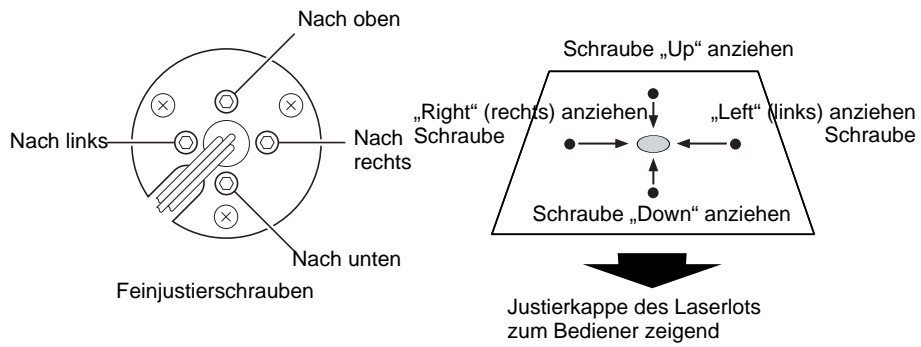 Nach oben
Nach links
Nach
rechts
Nach unten
Feinjustierschrauben
Schraube „Up“ anziehen
„Right“ (rechts) anziehen
Schraube
„Left“ (links) anziehen
Schraube
Schraube „Down“ anziehen
Justierkappe des Laserlots
zum Bediener zeigend